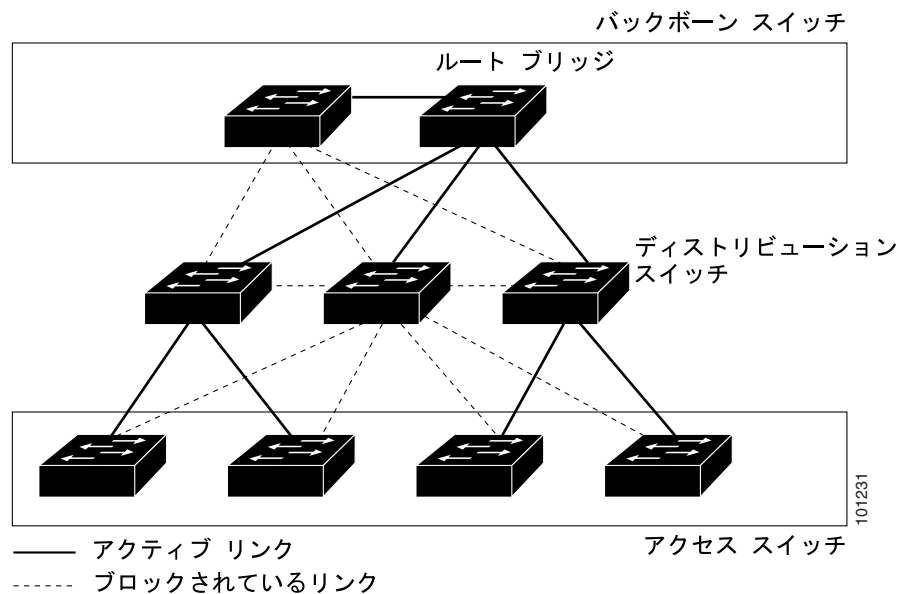 バックボーン スイッチ
ルート ブリッジ
ディストリビューション
スイッチ
101231
アクセス スイッチ
アクティブ リンク
ブロックされているリンク